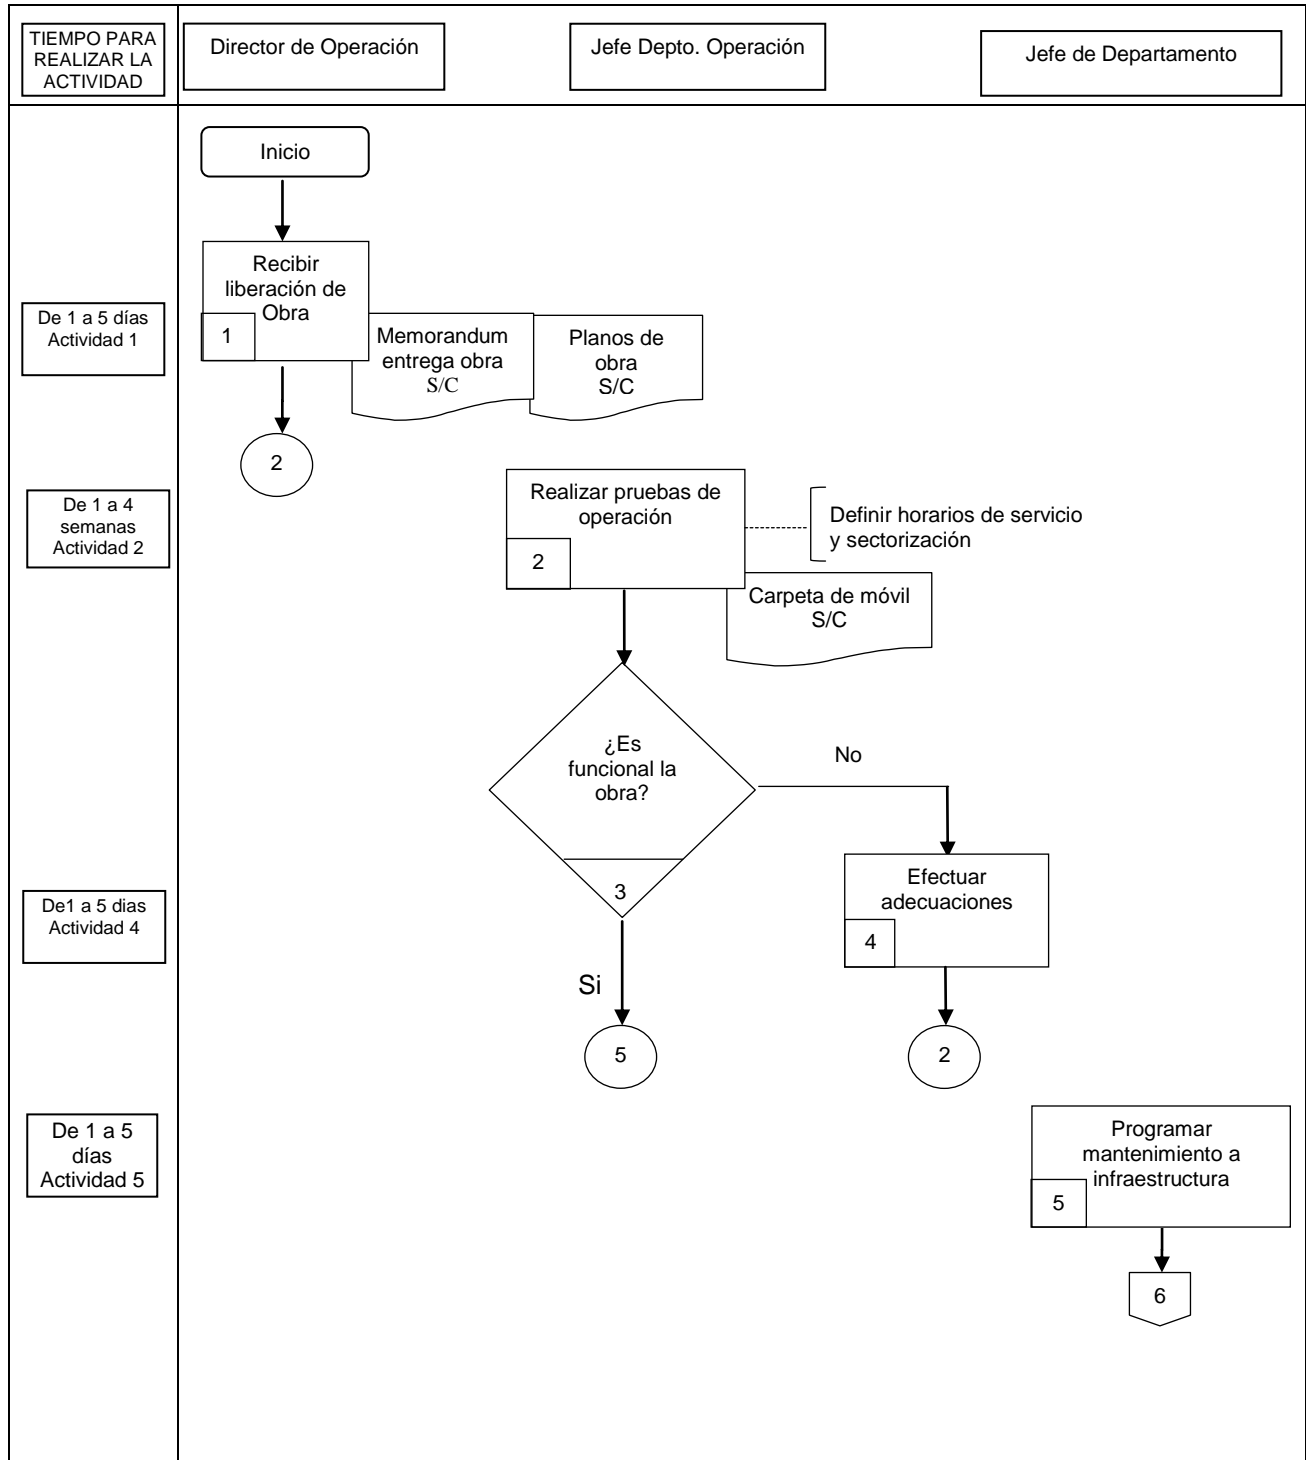 TIEMPO PARA
REALIZAR LA
ACTIVIDAD
Director de Operación
Jefe Depto. Operación
Jefe de Departamento
Inicio
Recibir
liberación de
Obra
1
Memorandum
entrega obra
S/C
Planos de
obra
S/C
De 1 a 5 días
Actividad 1
2
De 1 a 4
semanas
Actividad 2
Realizar pruebas de
operación
2
Definir horarios de servicio
y sectorización
Carpeta de móvil
S/C
¿Es
funcional la
obra?
3
No
De1 a 5 dias
Actividad 4
Efectuar
adecuaciones
4
Si
5
2
De 1 a 5
días
Actividad 5
Programar
mantenimiento a
infraestructura
5
6